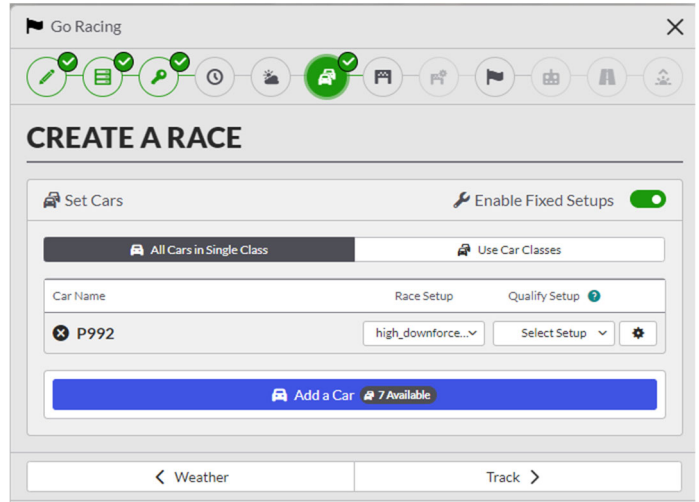 Go Racing
CREATE A RACE
Set Cars
Enable Fixed Setups
All Cars in Single Class
Use Car Classes
Car Name Race Setup Qualify Setup ?
P992 high_downforce... Select Setup
Add a Car 7 Available
Weather
Track